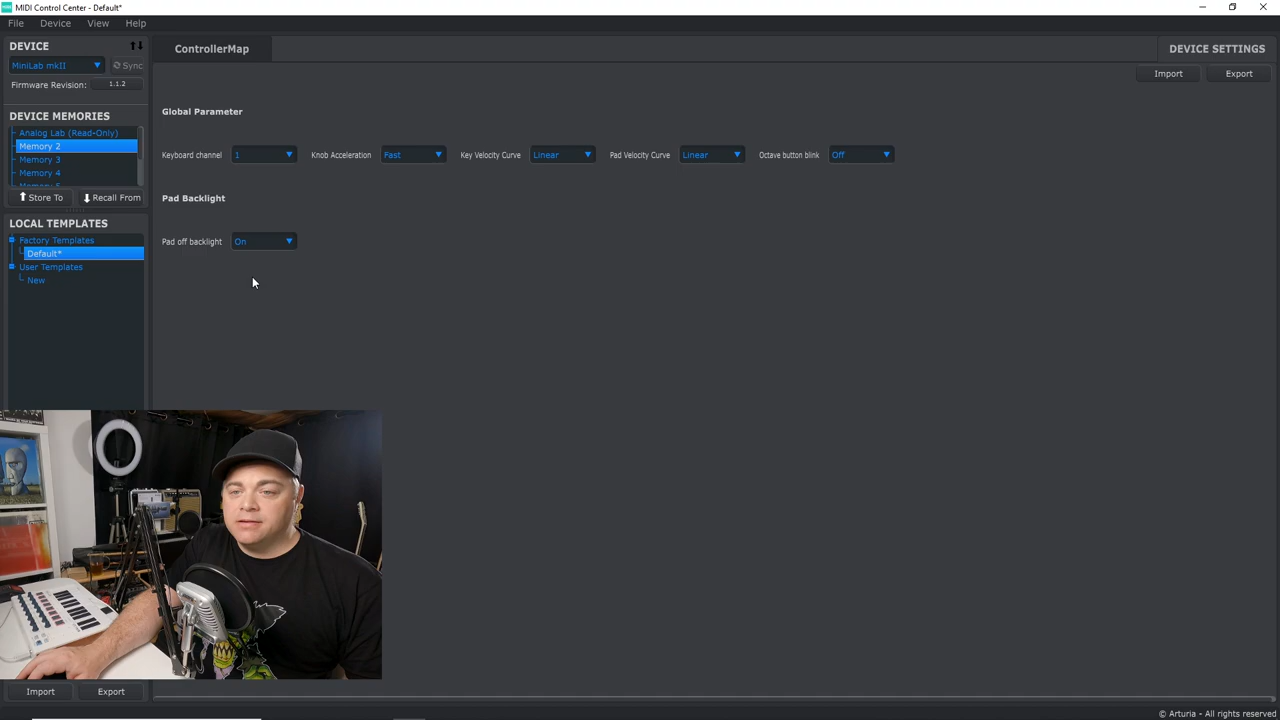 MIDI Control Center - Default*
File Device View Help
DEVICE
MiniLab mkII
Sync
Firmware Revision: 1.1.2
DEVICE MEMORIES
Analog Lab (Read-Only)
Memory 2
Memory 3
Memory 4
Store To
Recall From
LOCAL TEMPLATES
Factory Templates
Default*
User Templates
New
Import
Export
ControllerMap
DEVICE SETTINGS
Import
Export
Global Parameter
Keyboard channel 1 Knob Acceleration Fast Key Velocity Curve Linear Pad Velocity Curve Linear Octave button blink Off
Pad Backlight
Pad off backlight On
© Arturia - All rights reserved